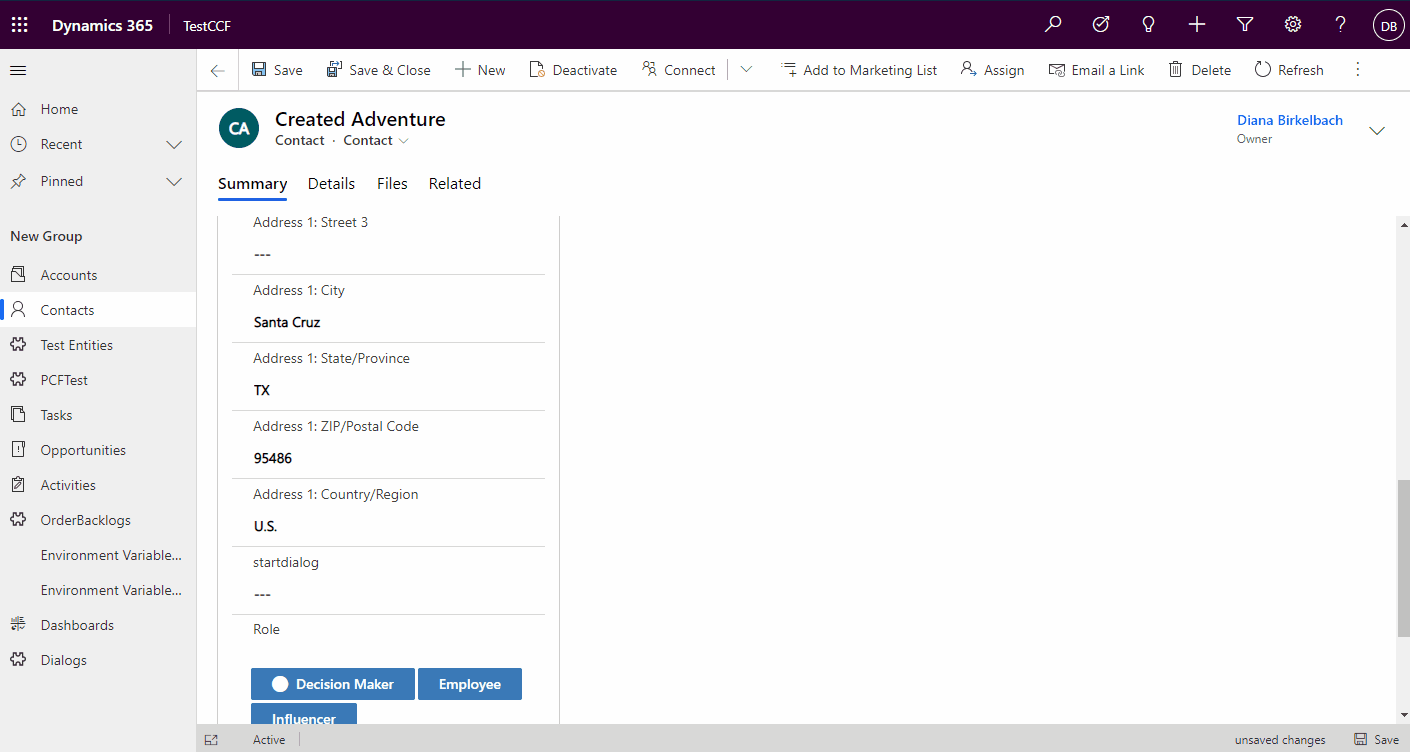 Dynamics 365 TestCCF DB
Save Save & Close New Deactivate Connect Add to Marketing List Assign Email a Link Delete Refresh
Home
Recent
Pinned
New Group
Accounts
Contacts
Test Entities
PCFTest
Tasks
Opportunities
Activities
OrderBacklogs
Environment Variable...
Environment Variable...
Dashboards
Dialogs
CA
Created Adventure
Contact · Contact
Diana Birkelbach
Owner
Summary Details Files Related
Address 1: Street 3
---
Address 1: City
Santa Cruz
Address 1: State/Province
TX
Address 1: ZIP/Postal Code
95486
Address 1: Country/Region
U.S.
startdialog
---
Role
Decision Maker Employee
Influencer
Active unsaved changes Save